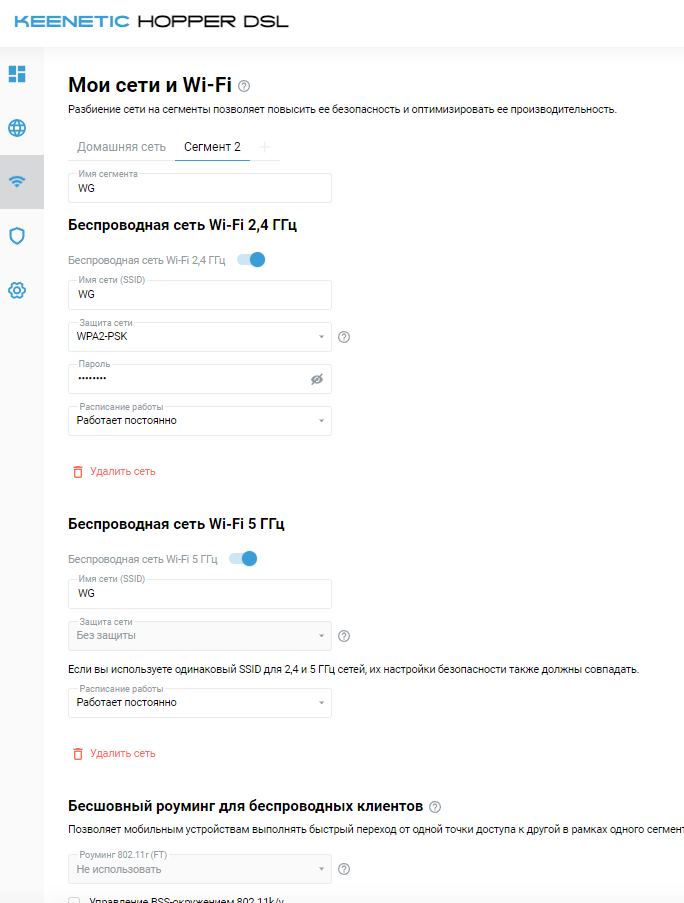 KEENETIC HOPPER DSL
Мои сети и Wi-Fi
Разбиение сети на сегменты позволяет повысить ее безопасность и оптимизировать ее производительность.
Домашняя сеть Сегмент 2 +
Имя сегмента
WG
Беспроводная сеть Wi-Fi 2,4 ГГц
Беспроводная сеть Wi-Fi 2,4 ГГц
Имя сети (SSID)
WG
Защита сети
WPA2-PSK
Пароль
••••••••
Расписание работы
Работает постоянно
Удалить сеть
Беспроводная сеть Wi-Fi 5 ГГц
Беспроводная сеть Wi-Fi 5 ГГц
Имя сети (SSID)
WG
Защита сети
Без защиты
Если вы используете одинаковый SSID для 2,4 и 5 ГГц сетей, их настройки безопасности также должны совпадать.
Расписание работы
Работает постоянно
Удалить сеть
Бесшовный роуминг для беспроводных клиентов
Позволяет мобильным устройствам выполнять быстрый переход от одной точки доступа к другой в рамках одного сегмент
Роуминг 802.11r (FT)
Не использовать
Управление BSS-окружением 802.11k/v